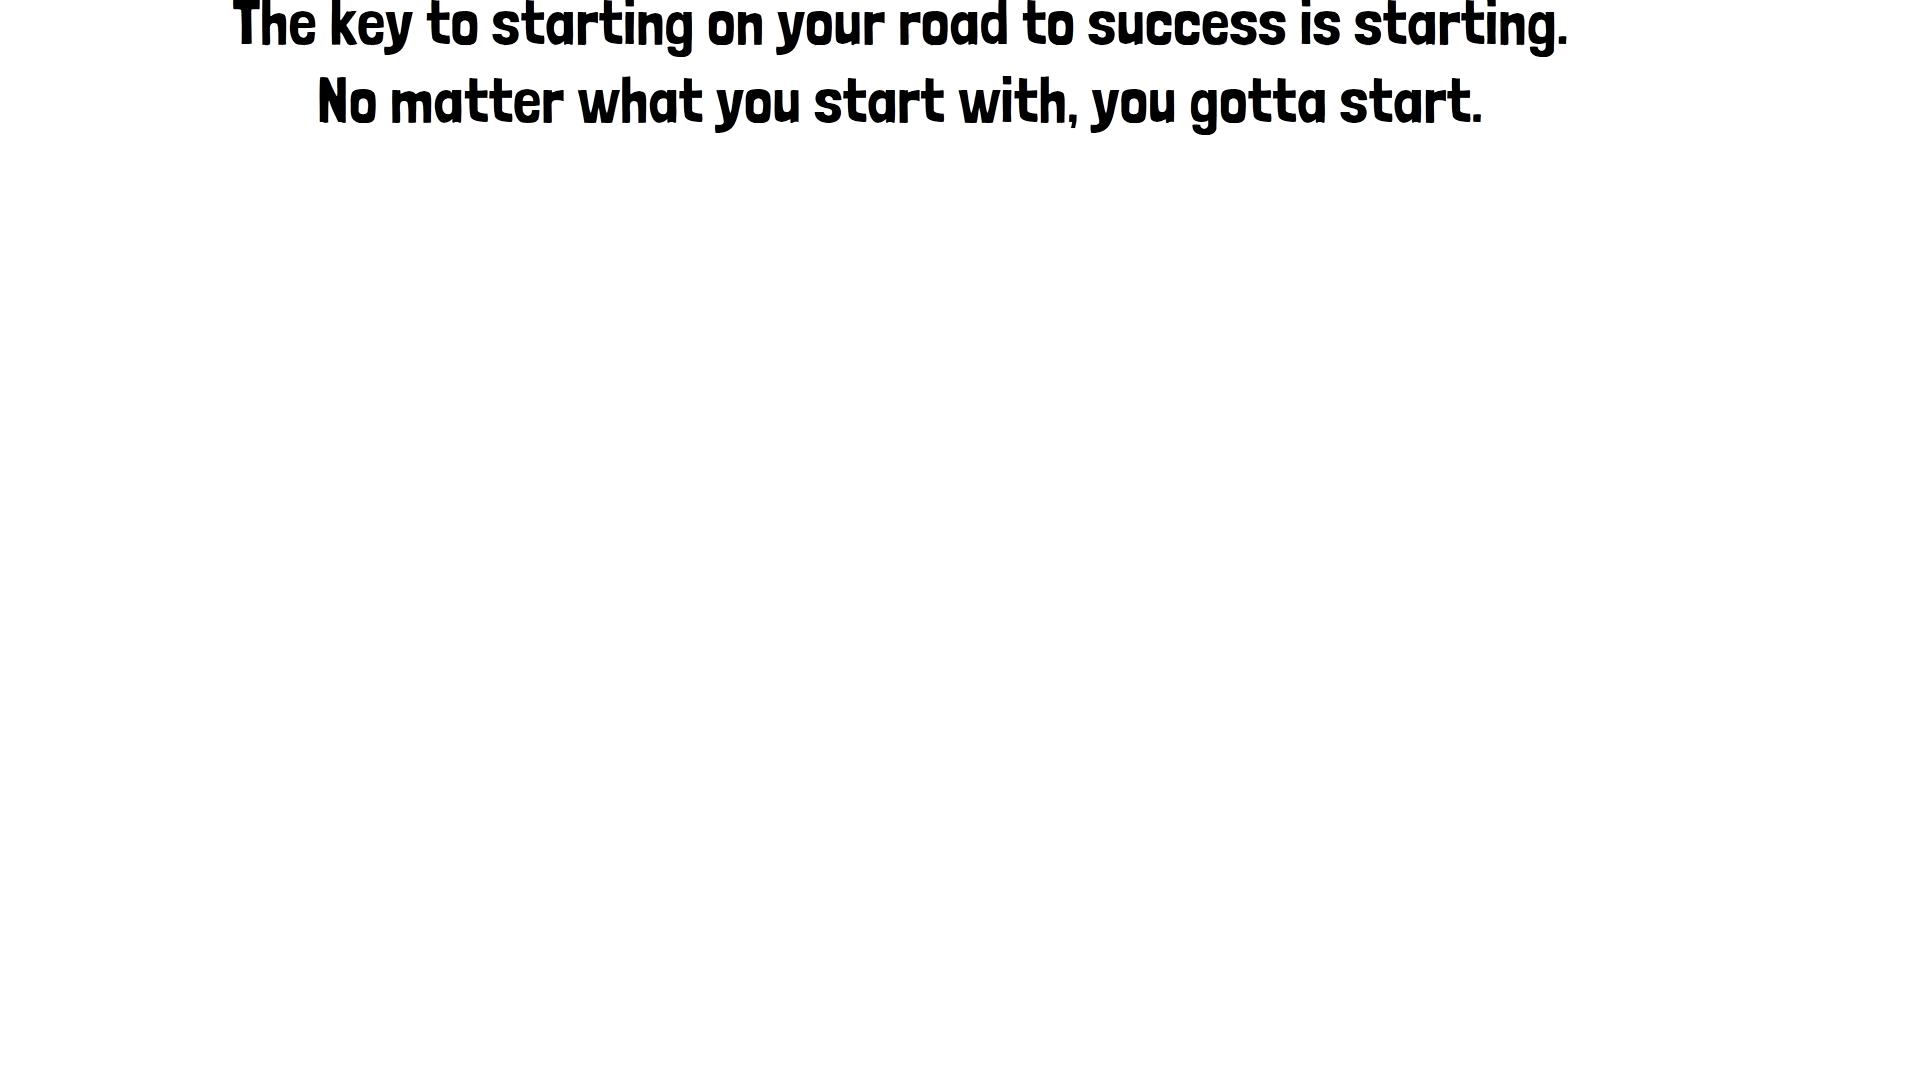 The key to starting on your road to success is starting.
No matter what you start with, you gotta start.